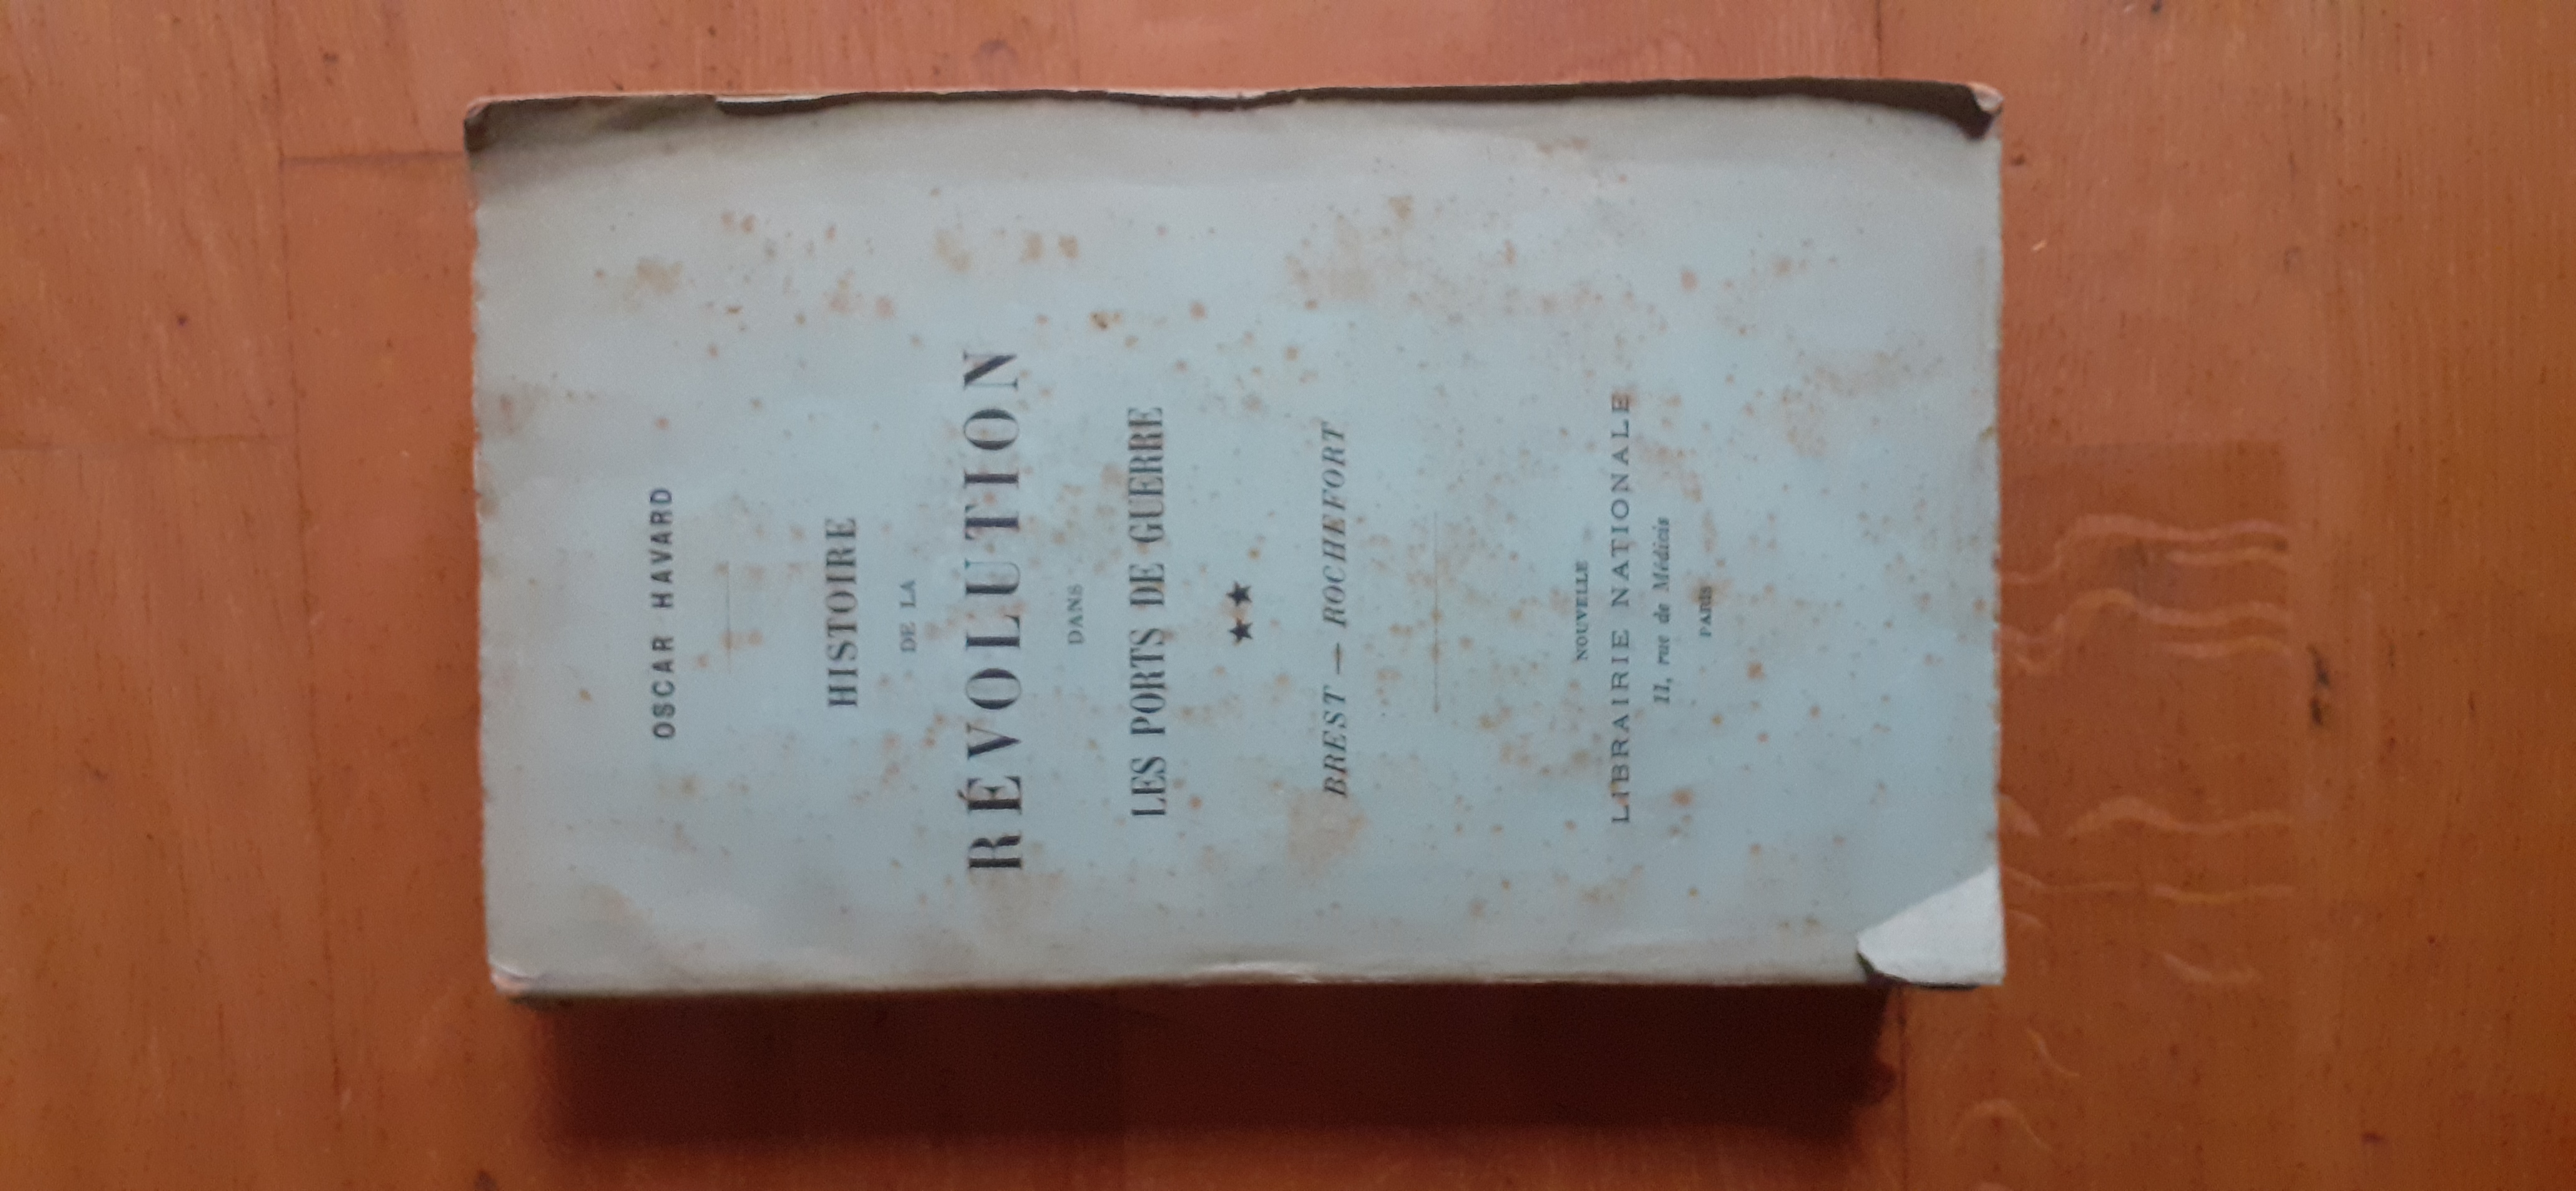 OSCAR HAVARD
HISTOIRE
DE LA
RÉVOLUTION
DANS
LES PORTS DE GUERRE
★★
BREST — ROCHEFORT
NOUVELLE
LIBRAIRIE NATIONALE
11, rue de Médicis
PARIS